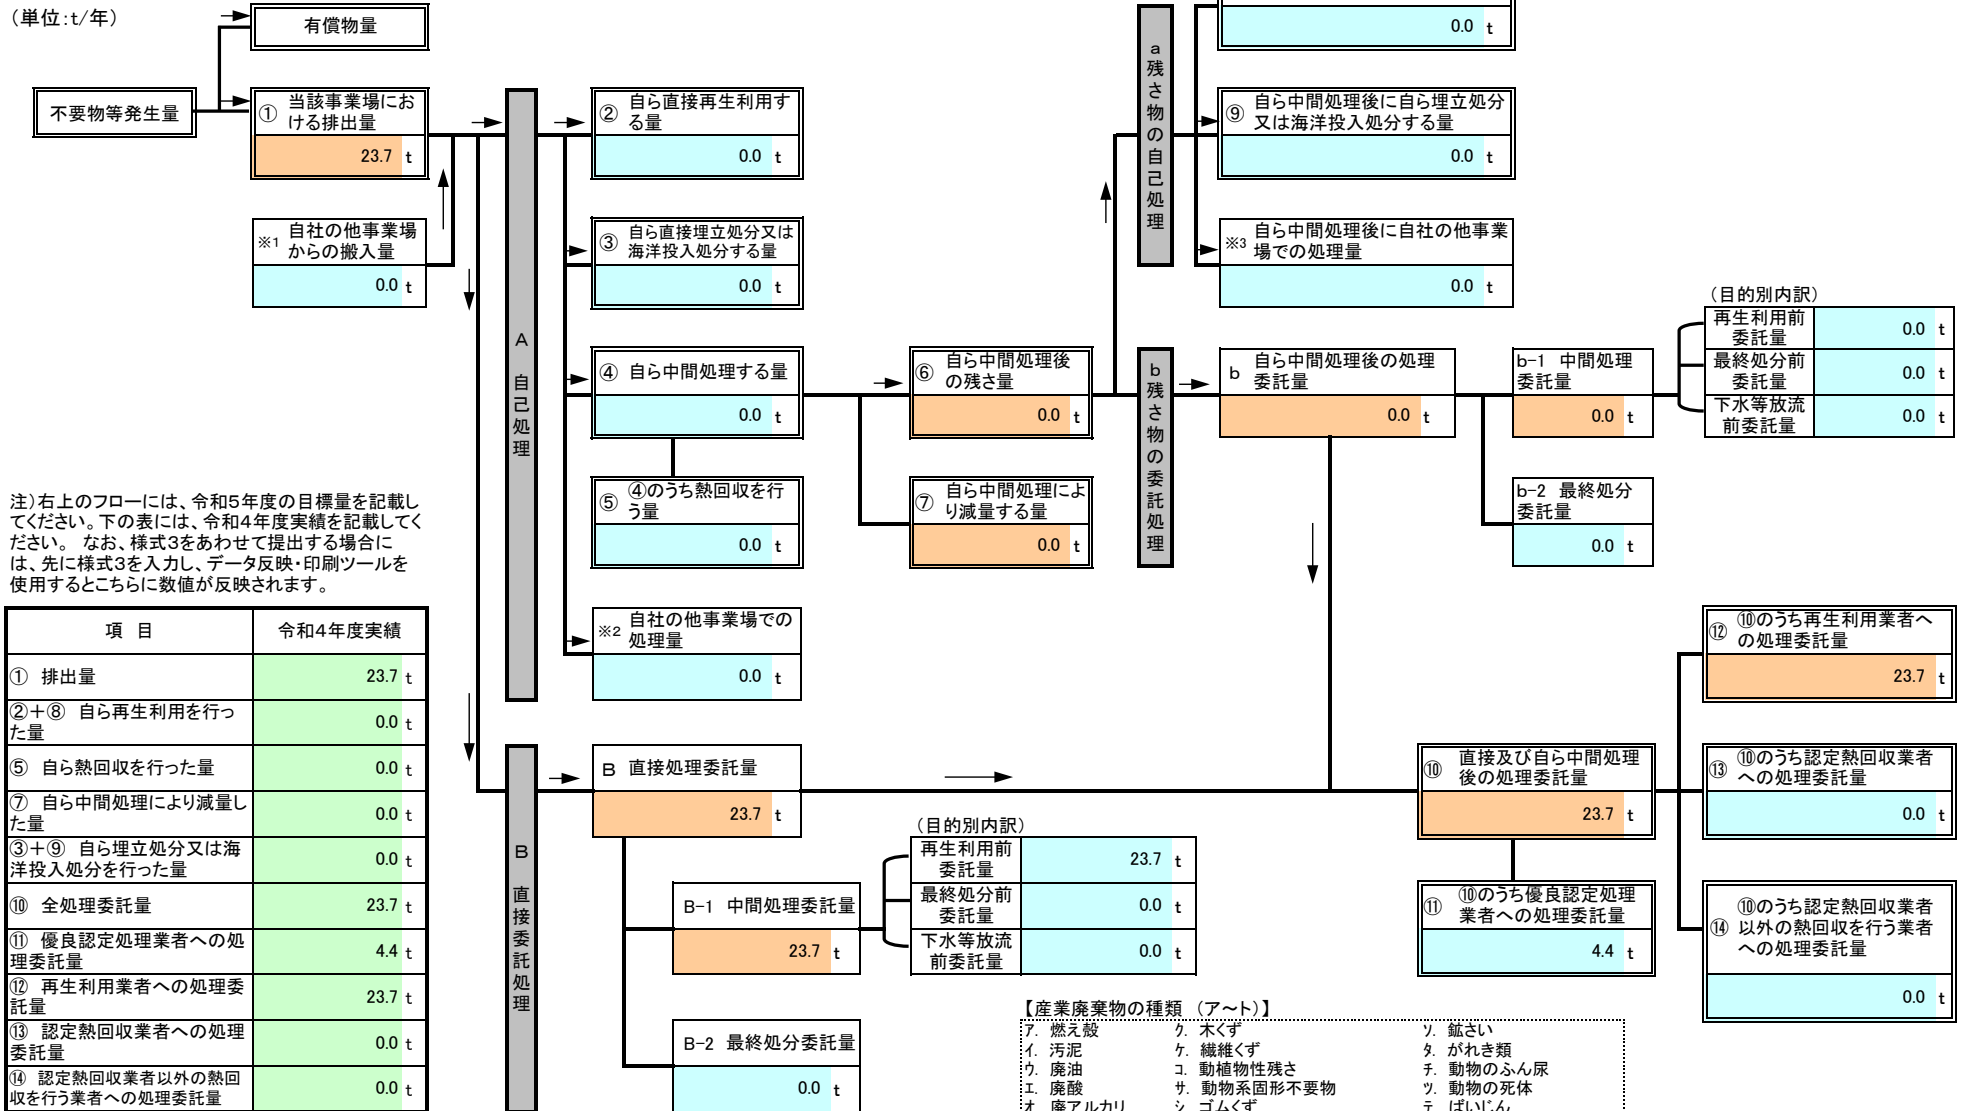 (単位:t/年)
有償物量
不要物等発生量
① 当該事業場にお
ける排出量
23.7 t
※1 自社の他事業場
からの搬入量
0.0 t
A 自己処理
② 自ら直接再生利用す
る量
0.0 t
③ 自ら直接埋立処分又は
海洋投入処分する量
0.0 t
④ 自ら中間処理する量
0.0 t
⑤ ④のうち熱回収を行
う量
0.0 t
※2 自社の他事業場での
処理量
0.0 t
⑥ 自ら中間処理後
の残さ量
0.0 t
⑦ 自ら中間処理によ
り減量する量
0.0 t
a 残さ物の自己処理
0.0 t
⑨ 自ら中間処理後に自ら埋立処分
又は海洋投入処分する量
0.0 t
※3 自ら中間処理後に自社の他事業
場での処理量
0.0 t
b 残さ物の委託処理
b 自ら中間処理後の処理
委託量
0.0 t
b-1 中間処理
委託量
0.0 t
(目的別内訳)
再生利用前
委託量
0.0 t
最終処分前
委託量
0.0 t
下水等放流
前委託量
0.0 t
b-2 最終処分
委託量
0.0 t
注)右上のフローには、令和5年度の目標量を記載し
てください。下の表には、令和4年度実績を記載してく
ださい。 なお、様式3をあわせて提出する場合に
は、先に様式3を入力し、データ反映・印刷ツールを
使用するとこちらに数値が反映されます。
項 目 令和4年度実績
① 排出量 23.7 t
②+⑧ 自ら再生利用を行っ
た量 0.0 t
⑤ 自ら熱回収を行った量 0.0 t
⑦ 自ら中間処理により減量し
た量 0.0 t
③+⑨ 自ら埋立処分又は海
洋投入処分を行った量 0.0 t
⑩ 全処理委託量 23.7 t
⑪ 優良認定処理業者への処
理委託量 4.4 t
⑫ 再生利用業者への処理委
託量 23.7 t
⑬ 認定熱回収業者への処理
委託量 0.0 t
⑭ 認定熱回収業者以外の熱回
収を行う業者への処理委託量 0.0 t
B 直接委託処理
B 直接処理委託量
23.7 t
B-1 中間処理委託量
23.7 t
(目的別内訳)
再生利用前
委託量
23.7 t
最終処分前
委託量
0.0 t
下水等放流
前委託量
0.0 t
B-2 最終処分委託量
0.0 t
⑩ 直接及び自ら中間処理
後の処理委託量
23.7 t
⑪ ⑩のうち優良認定処理
業者への処理委託量
4.4 t
⑫ ⑩のうち再生利用業者へ
の処理委託量
23.7 t
⑬ ⑩のうち認定熱回収業者
への処理委託量
0.0 t
⑭ ⑩のうち認定熱回収業者
以外の熱回収を行う業者
への処理委託量
0.0 t
【産業廃棄物の種類 (ア~ト)】
ア. 燃え殻 ク. 木くず ソ. 鉱さい
イ. 汚泥 ケ. 繊維くず タ. がれき類
ウ. 廃油 コ. 動植物性残さ チ. 動物のふん尿
エ. 廃酸 サ. 動物系固形不要物 ツ. 動物の死体
オ. 廃アルカリ シ. ゴムくず テ. ばいじん